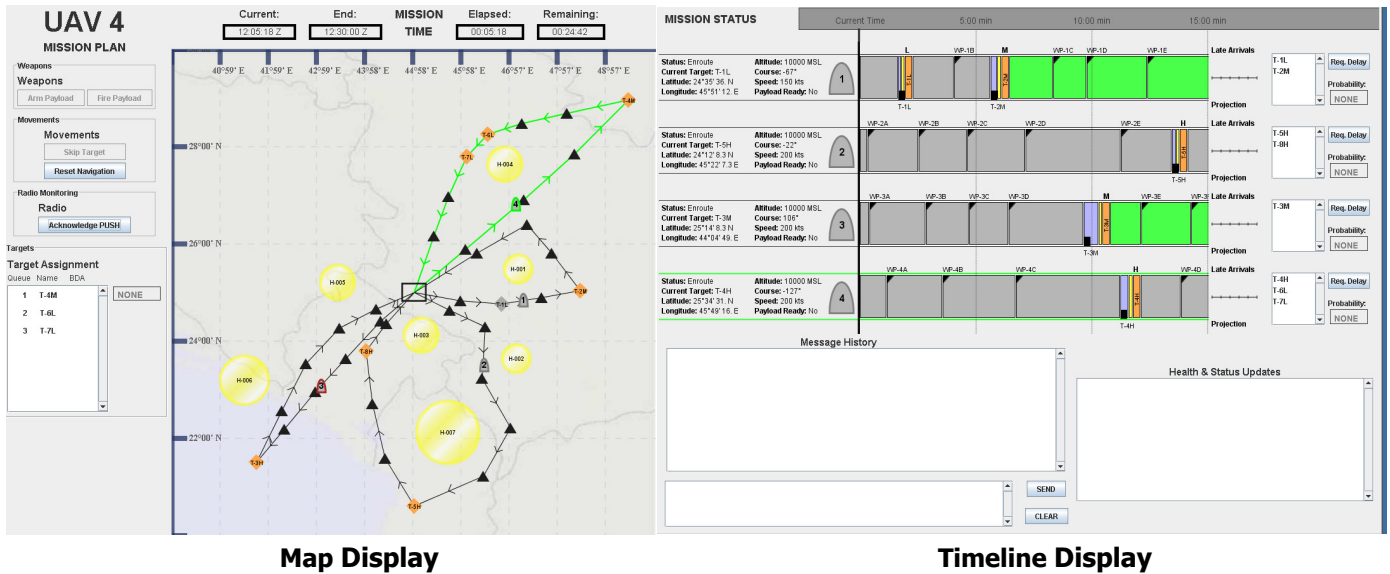 UAV 4
MISSION PLAN
Weapons
Weapons
Arm Payload
Fire Payload
Movements
Movements
Skip Target
Reset Navigation
Radio Monitoring
Radio
Acknowledge PUSH
Targets
Target Assignment
Queue Name BDA
1 T-4M
NONE
2 T-6L
3 T-7L
Current: End: MISSION TIME Elapsed: Remaining:
12:05:18 Z 12:30:00 Z 00:05:18 00:24:42
40°59' E 41°59' E 42°59' E 43°58' E 44°58' E 45°58' E 46°57' E 47°57' E 48°57' E
T-4M
T-6L
28°00' N
T-7L
H-004
4
26°00' N
H-001
H-005
T-2M
T-1L
1
H-003
24°00' N
T-8H
H-002
2
H-006
3
H-007
22°00' N
T-3H
T-5H
Map Display
MISSION STATUS
Current Time 5:00 min 10:00 min 15:00 min
L WP-1B M WP-1C WP-1D WP-1E Late Arrivals
Status: Enroute Altitude: 10000 MSL
Current Target: T-1L Course: -67°
Latitude: 24°35' 36. N Speed: 150 kts
Longitude: 45°51' 12. E Payload Ready: No
1
T-1L
T-2M
T-1L T-2M
Projection
T-1L
T-2M
Req. Delay
Probability:
NONE
WP-2A WP-2B WP-2C WP-2D WP-2E H Late Arrivals
Status: Enroute Altitude: 10000 MSL
Current Target: T-5H Course: -22°
Latitude: 24°12' 8.3 N Speed: 200 kts
Longitude: 45°22' 7.3 E Payload Ready: No
2
T-5H
T-5H
Projection
T-5H
T-8H
Req. Delay
Probability:
NONE
WP-3A WP-3B WP-3C WP-3D M WP-3E Late Arrivals
Status: Enroute Altitude: 10000 MSL
Current Target: T-3M Course: 106°
Latitude: 25°14' 8.3 N Speed: 200 kts
Longitude: 44°04' 49. E Payload Ready: No
3
T-3M
T-3M
Projection
T-3M
Req. Delay
Probability:
NONE
WP-4A WP-4B WP-4C H WP-4D Late Arrivals
Status: Enroute Altitude: 10000 MSL
Current Target: T-4H Course: -127°
Latitude: 25°34' 31. N Speed: 200 kts
Longitude: 45°49' 16. E Payload Ready: No
4
T-4H
T-4H
Projection
T-4H
T-6L
T-7L
Req. Delay
Probability:
NONE
Message History
Health & Status Updates
SEND
CLEAR
Timeline Display